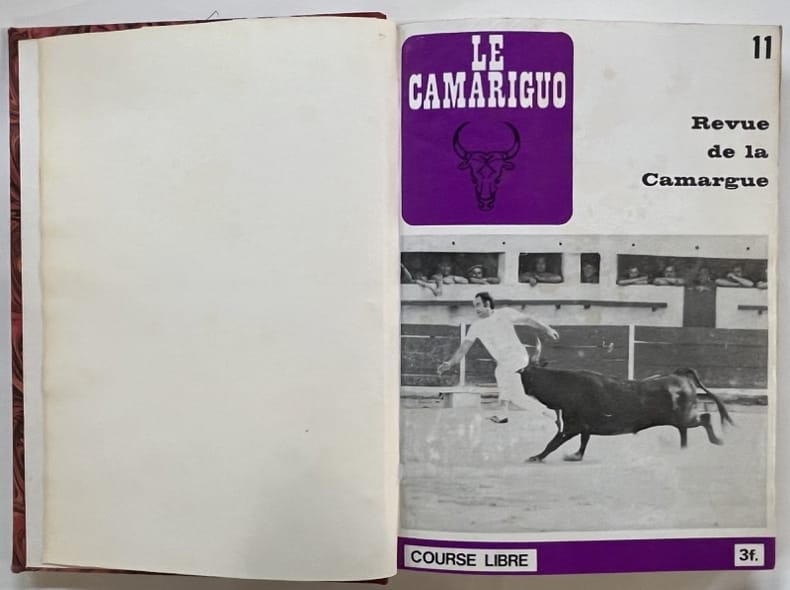 LE
CAMARIGUO
11
Revue
de la
Camargue
COURSE LIBRE
3f.